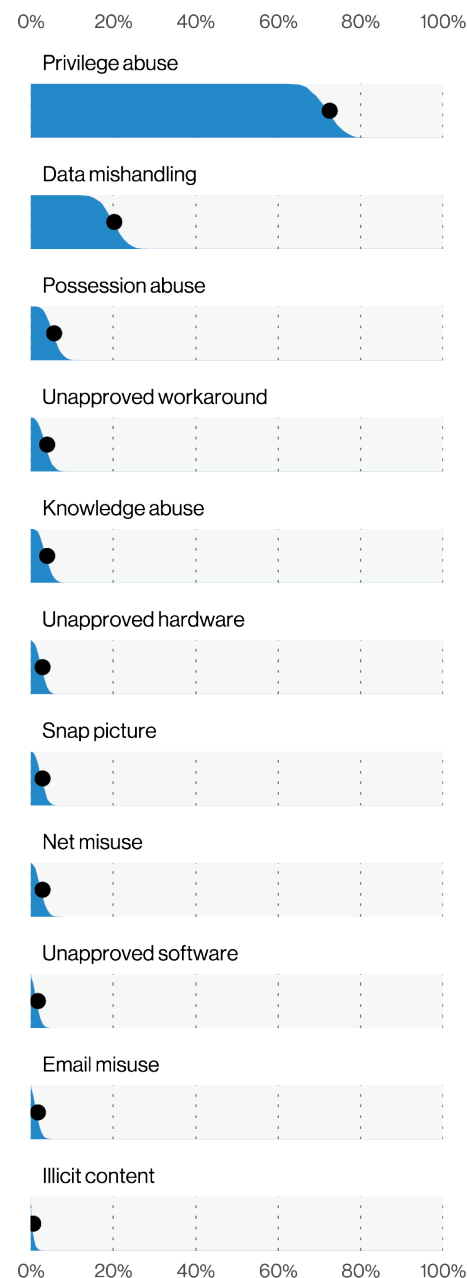 0% 20% 40% 60% 80% 100%
Privilege abuse
Data mishandling
Possession abuse
Unapproved workaround
Knowledge abuse
Unapproved hardware
Snap picture
Net misuse
Unapproved software
Email misuse
Illicit content
0% 20% 40% 60% 80% 100%